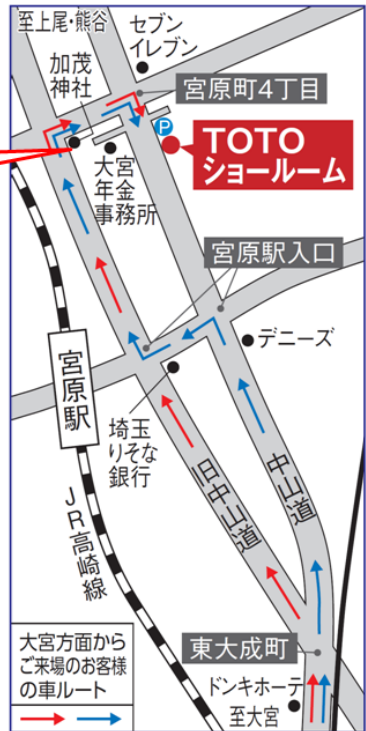 至上尾・熊谷
セブン
イレブン
加茂
神社
宮原町4丁目
P
TOTO
ショールーム
大宮
年金
事務所
宮原駅入口
デニーズ
宮原駅
埼玉
りそな
銀行
旧中山道
中山道
JR高崎線
東大成町
大宮方面から
ご来場のお客様
の車ルート
ドンキホーテ
至大宮